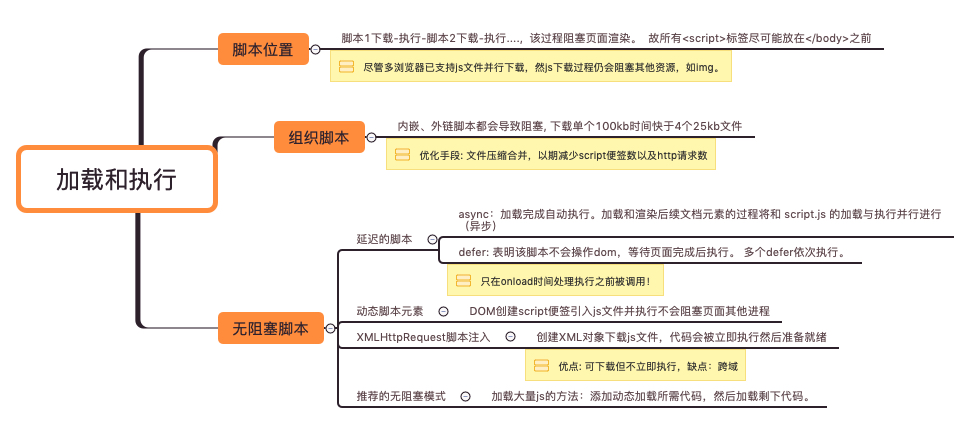 加载和执行
脚本位置
脚本1下载-执行-脚本2下载-执行...., 该过程阻塞页面渲染。 故所有<script>标签尽可能放在</body>之前
尽管多浏览器已支持js文件并行下载，然js下载过程仍会阻塞其他资源，如img。
组织脚本
内嵌、外链脚本都会导致阻塞, 下载单个100kb时间快于4个25kb文件
优化手段: 文件压缩合并，以期减少script便签数以及http请求数
无阻塞脚本
延迟的脚本
async：加载完成自动执行。加载和渲染后续文档元素的过程将和 script.js 的加载与执行并行进行
（异步）
defer: 表明该脚本不会操作dom，等待页面完成后执行。 多个defer依次执行。
只在onload时间处理执行之前被调用！
动态脚本元素
DOM创建script便签引入js文件并执行不会阻塞页面其他进程
XMLHttpRequest脚本注入
创建XML对象下载js文件，代码会被立即执行然后准备就绪
优点: 可下载但不立即执行，缺点：跨域
推荐的无阻塞模式
加载大量js的方法：添加动态加载所需代码，然后加载剩下代码。